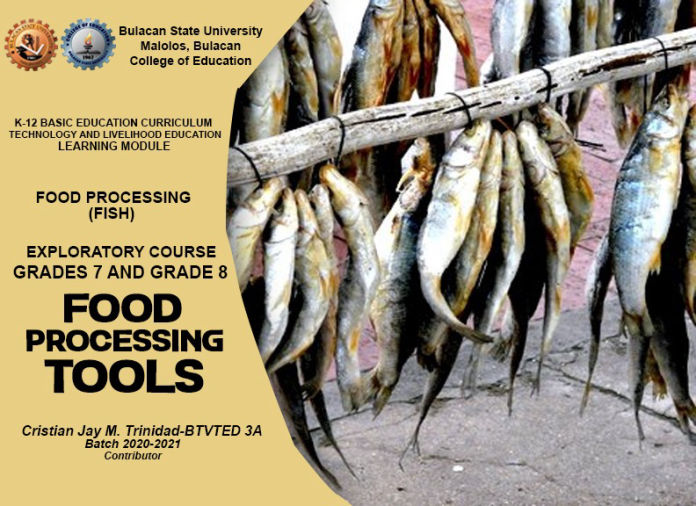 Bulacan State University
Malolos, Bulacan
College of Education
K-12 BASIC EDUCATION CURRICULUM
TECHNOLOGY AND LIVELIHOOD EDUCATION
LEARNING MODULE
FOOD PROCESSING
(FISH)
EXPLORATORY COURSE
GRADES 7 AND GRADE 8
FOOD
PROCESSING
TOOLS
Cristian Jay M. Trinidad-BTVTED 3A
Batch 2020-2021
Contributor